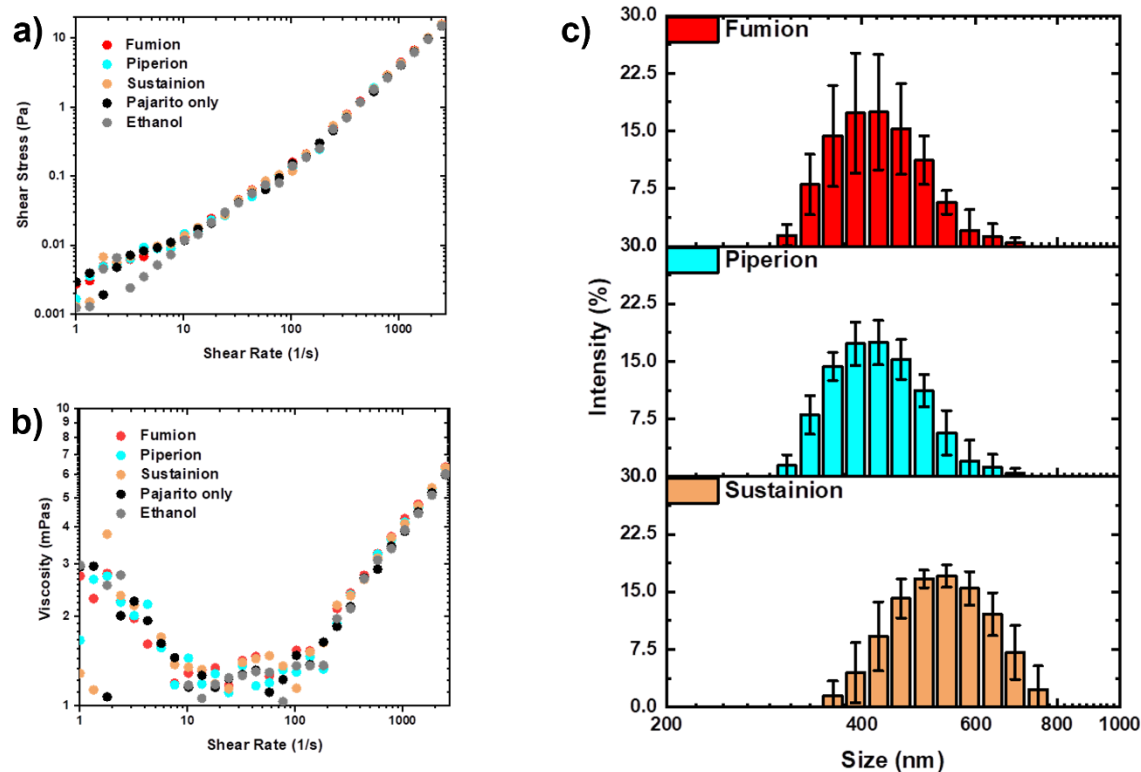 a)
Fumion
Piperion
Sustainion
Pajarito only
Ethanol
10
1
0.1
0.01
0.001
Shear Stress (Pa)
1
10
100
1000
Shear Rate (1/s)
b)
Fumion
Piperion
Sustainion
Pajarito only
Ethanol
10
9
8
7
6
5
4
3
2
1
Viscosity (mPas)
1
10
100
1000
Shear Rate (1/s)
c)
Fumion
30.0
22.5
15.0
7.5
30.0
Piperion
22.5
15.0
7.5
30.0
Sustainion
22.5
15.0
7.5
0.0
Intensity (%)
200
400
600
1000
Size (nm)